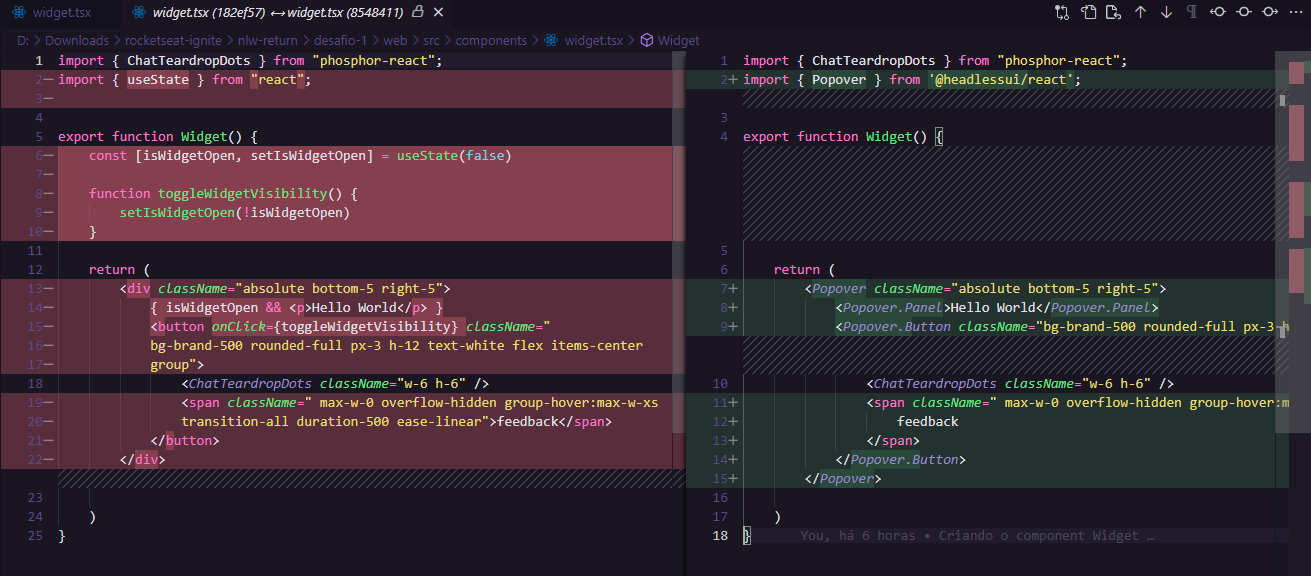 widget.tsx
widget.tsx (182ef57) ↔ widget.tsx (8548411)
D: > Downloads > rocketseat-ignite > nlw-return > desafio-1 > web > src > components > widget.tsx > Widget
1 import { ChatTeardropDots } from "phosphor-react";
2− import { useState } from "react";
3−
4
5 export function Widget() {
6− const [isWidgetOpen, setIsWidgetOpen] = useState(false)
7−
8− function toggleWidgetVisibility() {
9− setIsWidgetOpen(!isWidgetOpen)
10− }
11
12 return (
13− <div className="absolute bottom-5 right-5">
14− { isWidgetOpen && <p>Hello World</p> }
15− <button onClick={toggleWidgetVisibility} className="
16− bg-brand-500 rounded-full px-3 h-12 text-white flex items-center
17− group">
18 <ChatTeardropDots className="w-6 h-6" />
19− <span className=" max-w-0 overflow-hidden group-hover:max-w-xs
20− transition-all duration-500 ease-linear">feedback</span>
21− </button>
22− </div>
23
24 )
25 }
1 import { ChatTeardropDots } from "phosphor-react";
2+ import { Popover } from '@headlessui/react';
3
4 export function Widget() {
5
6 return (
7+ <Popover className="absolute bottom-5 right-5">
8+ <Popover.Panel>Hello World</Popover.Panel>
9+ <Popover.Button className="bg-brand-500 rounded-full px-3 h
10 <ChatTeardropDots className="w-6 h-6" />
11+ <span className=" max-w-0 overflow-hidden group-hover:m
12+ feedback
13+ </span>
14+ </Popover.Button>
15+ </Popover>
16
17 )
18 } You, há 6 horas • Criando o component Widget …